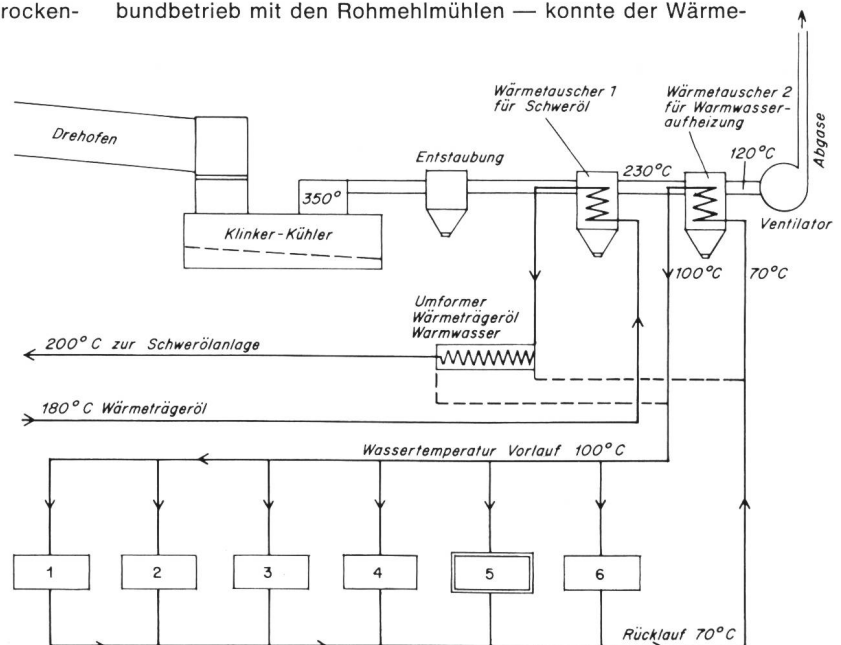 rocken-
bundbetrieb mit den Rohmehlmühlen — konnte der Wärme-
Wärmetauscher 1
für Schweröl
Wärmetauscher 2
für Warmwasser-
aufheizung
Abgase
Drehofen
Entstaubung
230°C
120°C
350°
Ventilator
Klinker-Kühler
100°C
70°C
Umformer
Wärmeträgeröl
Warmwasser
200°C zur Schwerölanlage
180°C Wärmeträgeröl
Wassertemperatur Vorlauf 100°C
1
2
3
4
5
6
Rücklauf 70°C